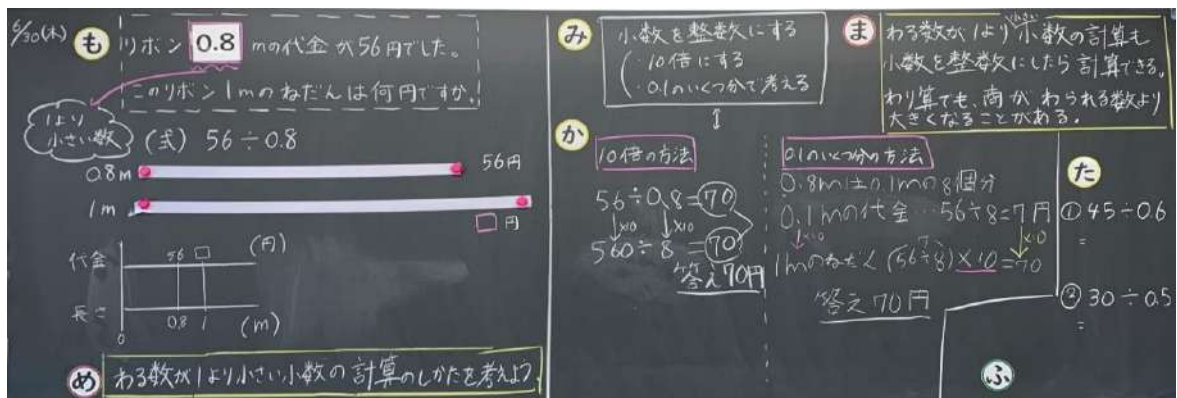 6/30(木)
も
リボン 0.8 mの代金が56円でした。
このリボン1mのねだんは何円ですか。
1より
小さい数
(式) 56÷0.8
0.8m 56円
1m
□円
代金 56 □ (円)
長さ 0 0.8 1 (m)
め
わる数が1より小さい小数の計算のしかたを考えよう。
み
小数を整数にする
・10倍にする
・0.1のいくつ分で考える
↕
か
10倍の方法
56÷0.8=70
↓×10 ↓×10
560÷8=70
答え70円
0.1のいくつ分の方法
0.8mは0.1mの8個分
0.1mの代金…56÷8=7円
↓×10 ↓×10
1mのねだん (56÷8)×10=70
7
答え70円
ま
わる数が1より小数の計算も
小さい
小数を整数にしたら計算できる。
わり算でも、商がわられる数より
大きくなることがある。
た
① 45÷0.6
=
② 30÷0.5
=
ふ